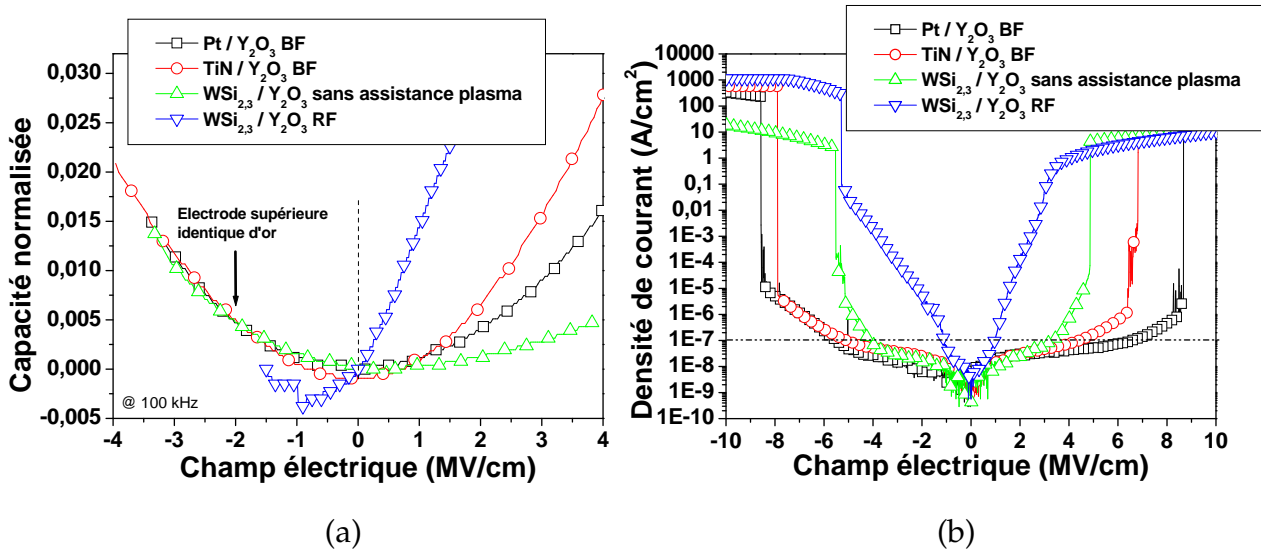 Pt / Y2O3 BF
TiN / Y2O3 BF
WSi2,3 / Y2O3 sans assistance plasma
WSi2,3 / Y2O3 RF
Capacité normalisée
0,030
0,025
0,020
0,015
0,010
0,005
0,000
-0,005
Electrode supérieure
identique d'or
@ 100 kHz
-4 -3 -2 -1 0 1 2 3 4
Champ électrique (MV/cm)
(a)
Pt / Y2O3 BF
TiN / Y2O3 BF
WSi2,3 / Y2O3 sans assistance plasma
WSi2,3 / Y2O3 RF
Densité de courant (A/cm2)
10000
1000
100
10
1
0,1
0,01
1E-3
1E-4
1E-5
1E-6
1E-7
1E-8
1E-9
1E-10
-10 -8 -6 -4 -2 0 2 4 6 8 10
Champ électrique (MV/cm)
(b)